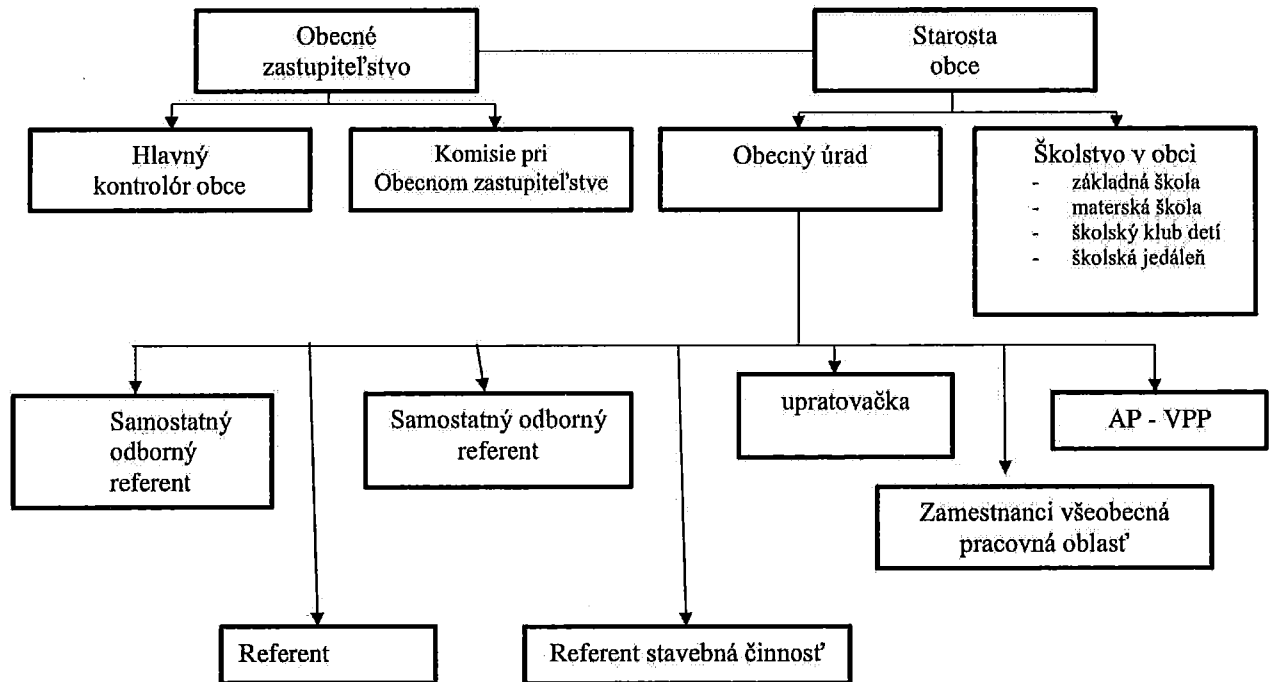 Obecné
zastupiteľstvo
Starosta
obce
Hlavný
kontrolór obce
Komisie pri
Obecnom zastupiteľstve
Obecný úrad
Školstvo v obci
- základná škola
- materská škola
- školský klub detí
- školská jedáleň
Samostatný
odborný
referent
Samostatný odborný
referent
upratovačka
AP - VPP
Zamestnanci všeobecná
pracovná oblasť
Referent
Referent stavebná činnosť